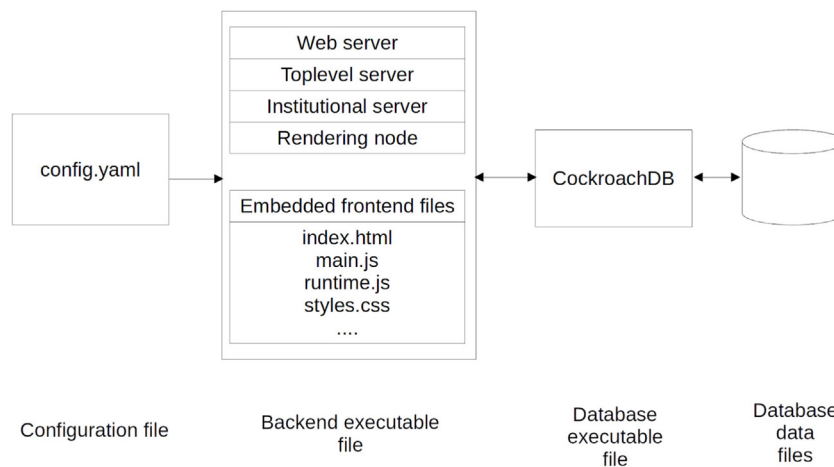 config.yaml
Web server
Toplevel server
Institutional server
Rendering node
Embedded frontend files
index.html
main.js
runtime.js
styles.css
....
CockroachDB
Configuration file
Backend executable
file
Database
executable
file
Database
data
files